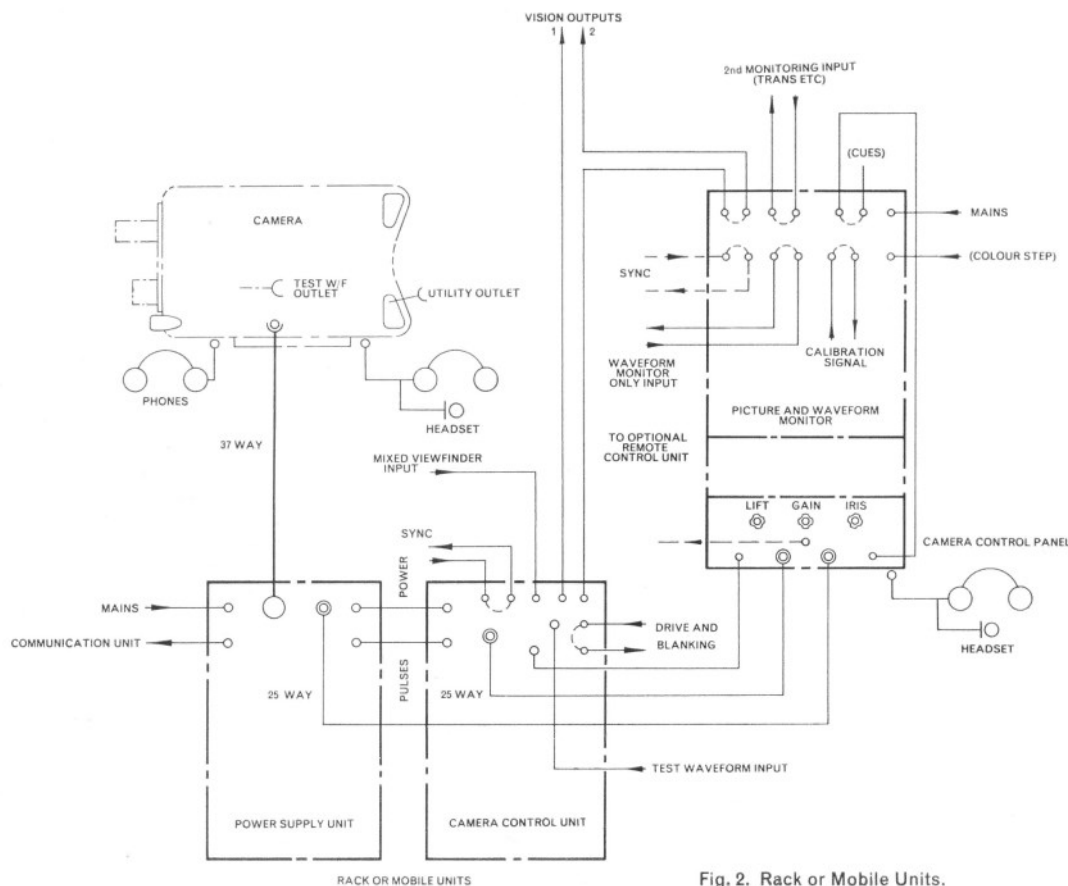 VISION OUTPUTS
1 2
2nd MONITORING INPUT
(TRANS ETC)
(CUES)
CAMERA
MAINS
TEST W/F
OUTLET
UTILITY OUTLET
SYNC
(COLOUR STEP)
WAVEFORM
MONITOR
ONLY INPUT
CALIBRATION
SIGNAL
PHONES
HEADSET
PICTURE AND WAVEFORM
MONITOR
37 WAY
TO OPTIONAL
REMOTE
CONTROL UNIT
MIXED VIEWFINDER
INPUT
LIFT GAIN IRIS
SYNC
CAMERA CONTROL PANEL
POWER
MAINS
COMMUNICATION UNIT
DRIVE AND
BLANKING
HEADSET
PULSES
25 WAY
25 WAY
TEST WAVEFORM INPUT
POWER SUPPLY UNIT
CAMERA CONTROL UNIT
RACK OR MOBILE UNITS
Fig. 2. Rack or Mobile Units.